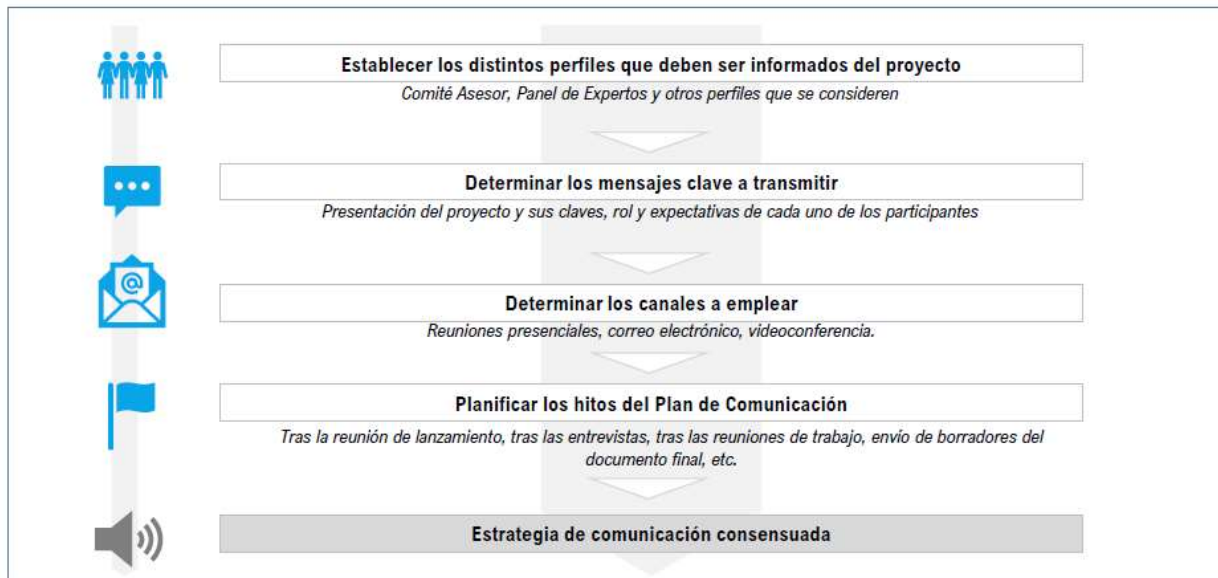 Establecer los distintos perfiles que deben ser informados del proyecto
Comité Asesor, Panel de Expertos y otros perfiles que se consideren
Determinar los mensajes clave a transmitir
Presentación del proyecto y sus claves, rol y expectativas de cada uno de los participantes
@
Determinar los canales a emplear
Reuniones presenciales, correo electrónico, videoconferencia.
Planificar los hitos del Plan de Comunicación
Tras la reunión de lanzamiento, tras las entrevistas, tras las reuniones de trabajo, envío de borradores del
documento final, etc.
Estrategia de comunicación consensuada